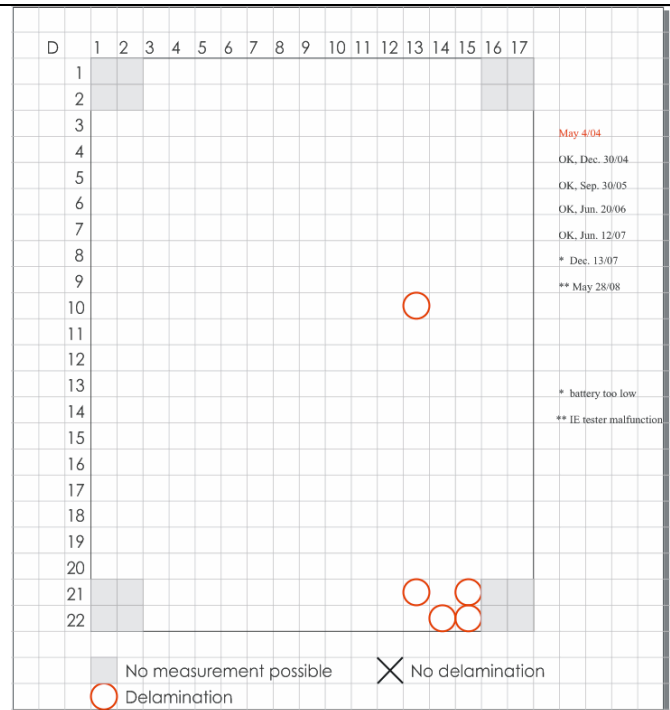 D 1 2 3 4 5 6 7 8 9 10 11 12 13 14 15 16 17
1
2
3
May 4/04
4
OK, Dec. 30/04
5
OK, Sep. 30/05
6
OK, Jun. 20/06
7
OK, Jun. 12/07
8
* Dec. 13/07
9
** May 28/08
10
11
12
13
* battery too low
14
** IE tester malfunction
15
16
17
18
19
20
21
22
No measurement possible No delamination
Delamination